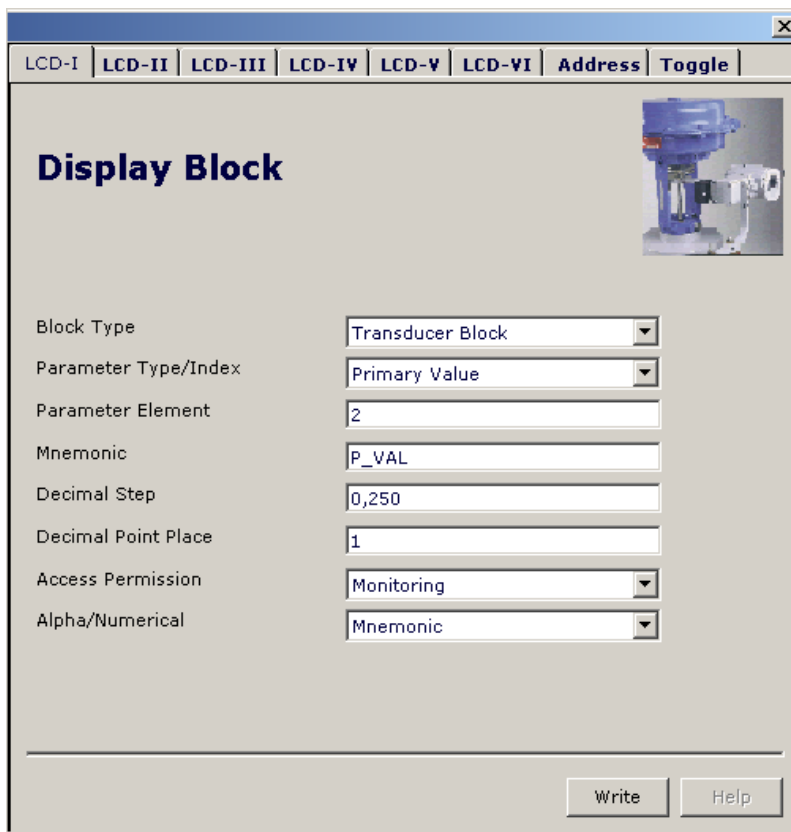 LCD-I LCD-II LCD-III LCD-IV LCD-V LCD-VI Address Toggle
Display Block
Block Type Transducer Block
Parameter Type/Index Primary Value
Parameter Element 2
Mnemonic P_VAL
Decimal Step 0,250
Decimal Point Place 1
Access Permission Monitoring
Alpha/Numerical Mnemonic
Write Help